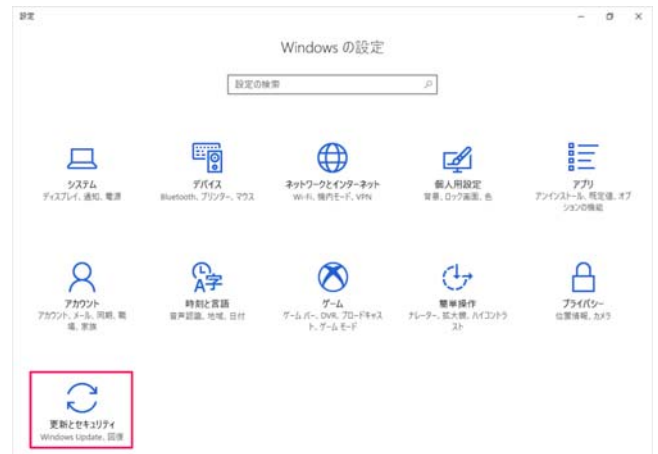 設定
Windows の設定
設定の検索
システム
ディスプレイ、通知、電源
デバイス
Bluetooth、プリンター、マウス
ネットワークとインターネット
Wi-Fi、機内モード、VPN
個人用設定
背景、ロック画面、色
アプリ
アンインストール、既定値、オプ
ションの機能
アカウント
アカウント、メール、同期、職
場、家族
時刻と言語
音声認識、地域、日付
ゲーム
ゲーム バー、DVR、ブロードキャス
ト、ゲーム モード
簡単操作
ナレーター、拡大鏡、ハイコントラ
スト
プライバシー
位置情報、カメラ
更新とセキュリティ
Windows Update、回復